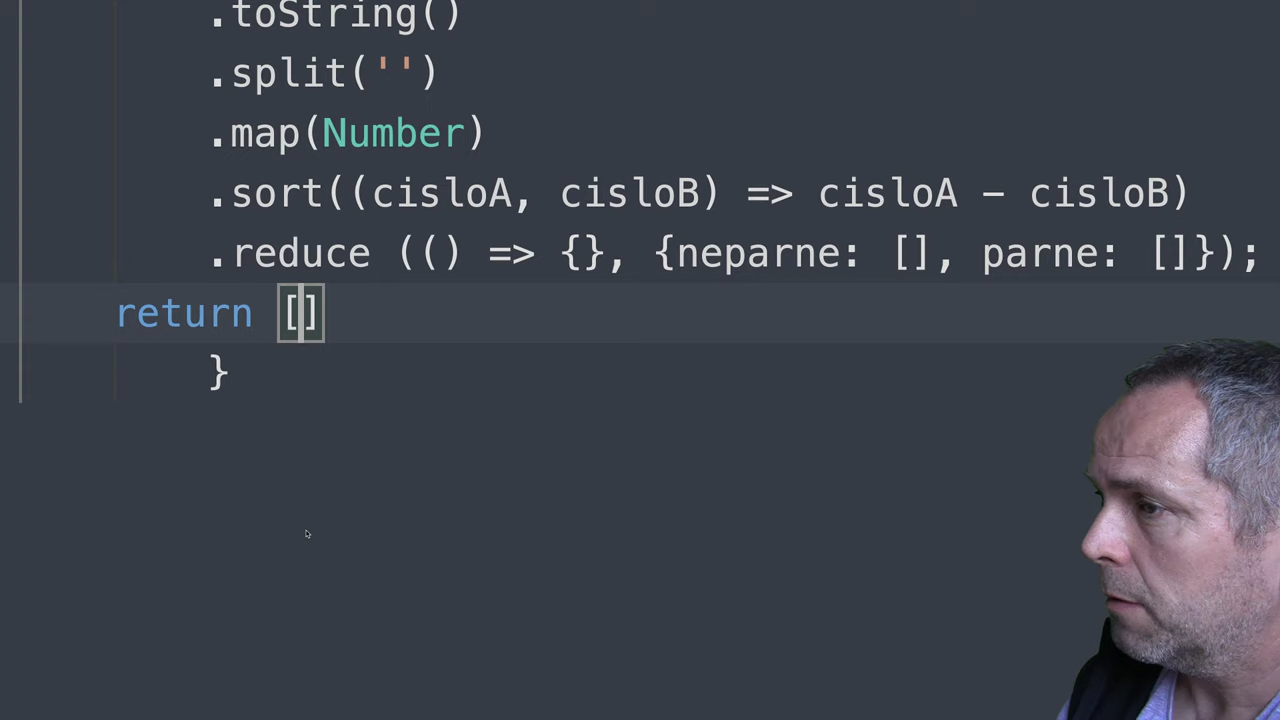 .toString()
.split('')
.map(Number)
.sort((cisloA, cisloB) => cisloA - cisloB)
.reduce (() => {}, {neparne: [], parne: []});
return []
}